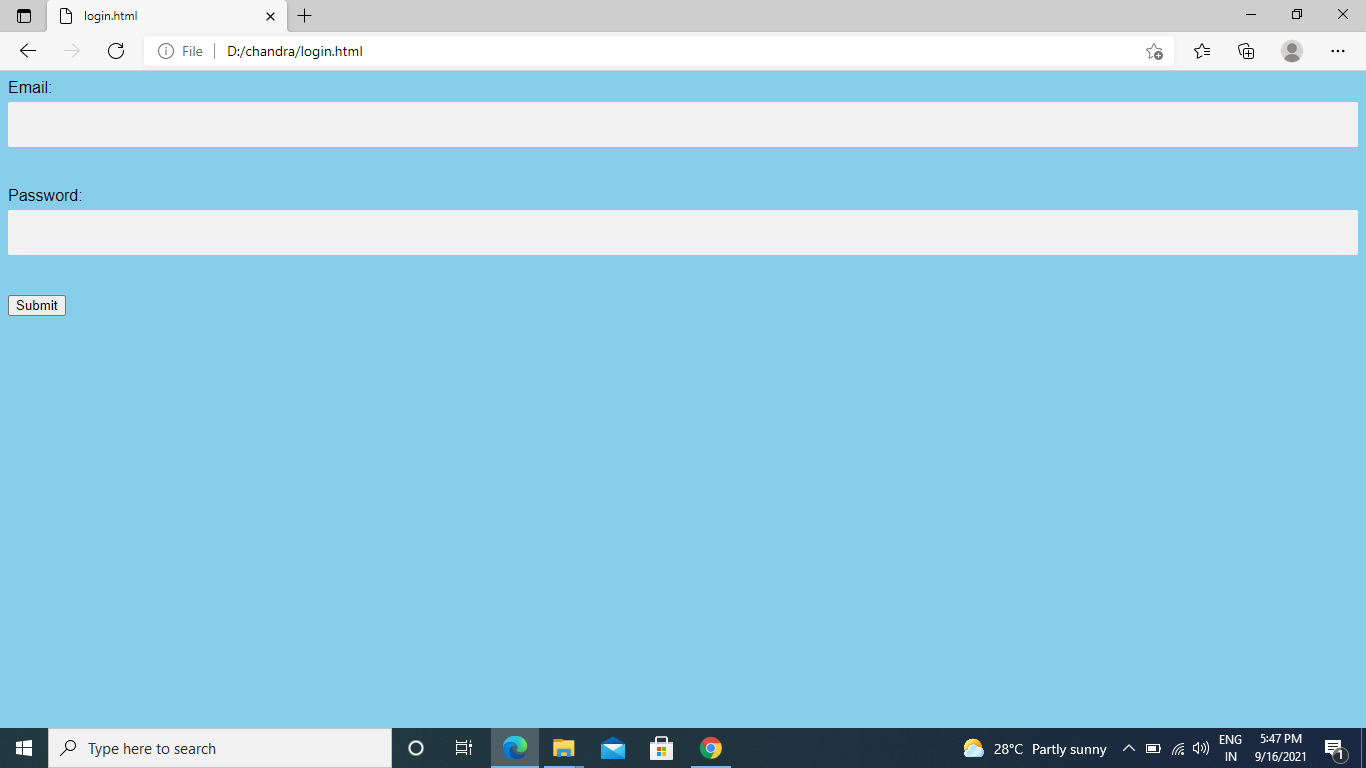 login.html
File
D:/chandra/login.html
Email:
Password:
Submit
Type here to search
28°C Partly sunny
ENG
IN
5:47 PM
9/16/2021
1